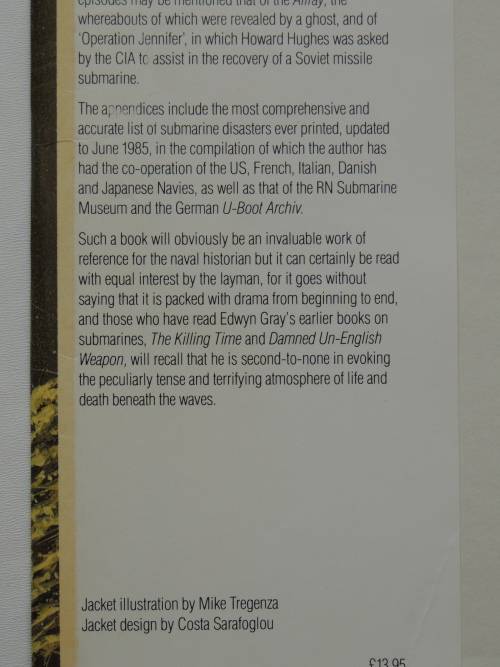 episodes may be mentioned that of the Affray, the
whereabouts of which were revealed by a ghost, and of
‘Operation Jennifer’, in which Howard Hughes was asked
by the CIA to assist in the recovery of a Soviet missile
submarine.
The appendices include the most comprehensive and
accurate list of submarine disasters ever printed, updated
to June 1985, in the compilation of which the author has
had the co-operation of the US, French, Italian, Danish
and Japanese Navies, as well as that of the RN Submarine
Museum and the German U-Boot Archiv.
Such a book will obviously be an invaluable work of
reference for the naval historian but it can certainly be read
with equal interest by the layman, for it goes without
saying that it is packed with drama from beginning to end,
and those who have read Edwyn Gray’s earlier books on
submarines, The Killing Time and Damned Un-English
Weapon, will recall that he is second-to-none in evoking
the peculiarly tense and terrifying atmosphere of life and
death beneath the waves.
Jacket illustration by Mike Tregenza
Jacket design by Costa Sarafoglou
£13.95